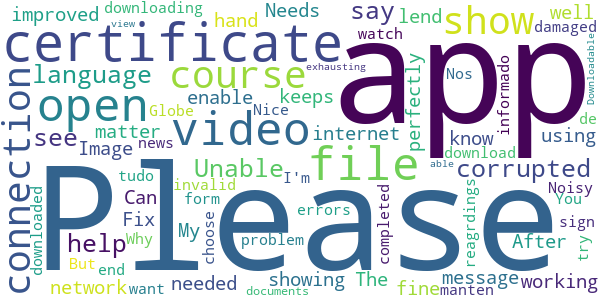 improved
downloading
Needs
say
lend
well
view
hand
show
damaged
certificate
app
watch
exhausting
language
course
enable
keeps
perfectly
informado
Downloadable
connection
open
Globe
Nice
Nos
de
see
matter
video
internet
know
using
Image
news
Unable
file
download
corrupted
downloaded
tudo
Can
invalid
I'm
Please
reagrdings
Noisy
You
help
Fix
My
form
choose
errors
completed
able
Why
problem
After
sign
try
But
end
want
needed
showing
The
message
network
documents
fine
manten
working